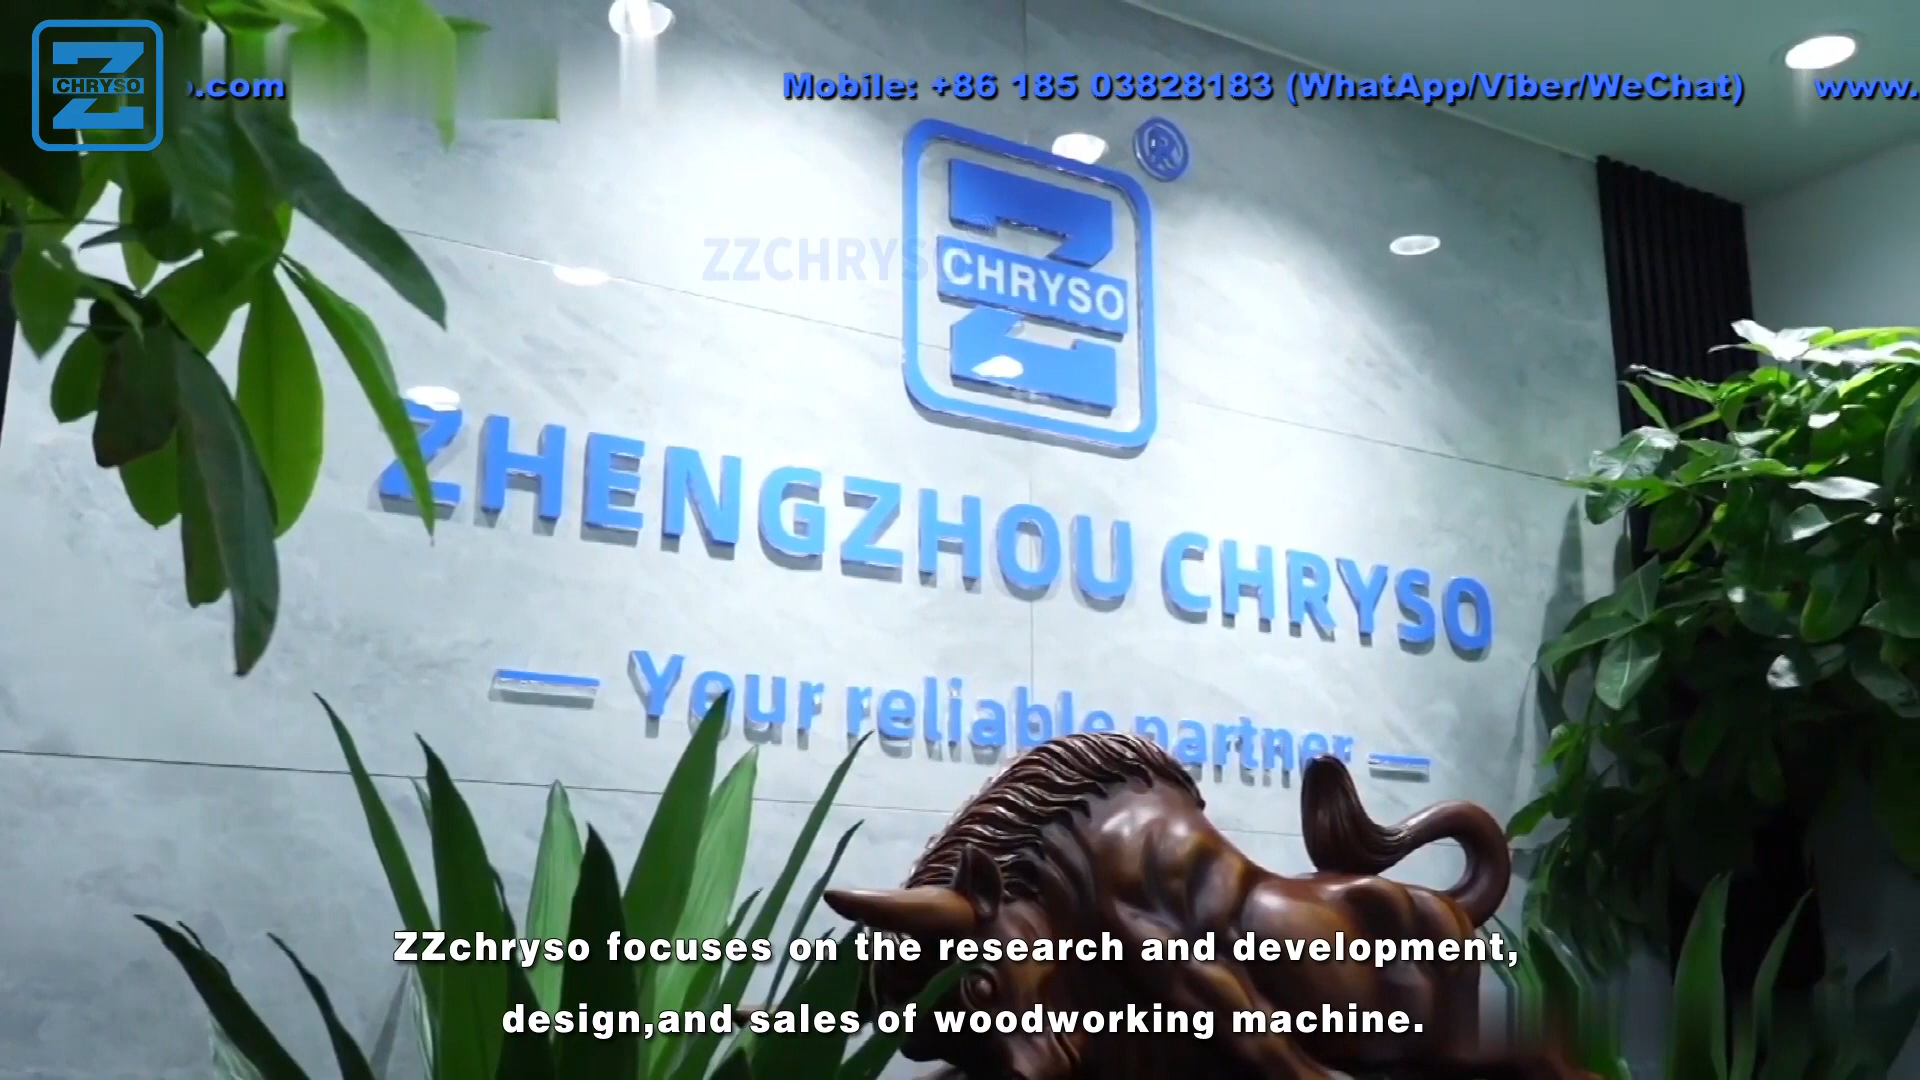 CHRYSO
o.com
Mobile: +86 185 03828183 (WhatApp/Viber/WeChat)
www.
®
ZZCHRYS
CHRYSO
ZHENGZHOU CHRYSO
— Your reliable partner —
ZZchryso focuses on the research and development,
design,and sales of woodworking machine.